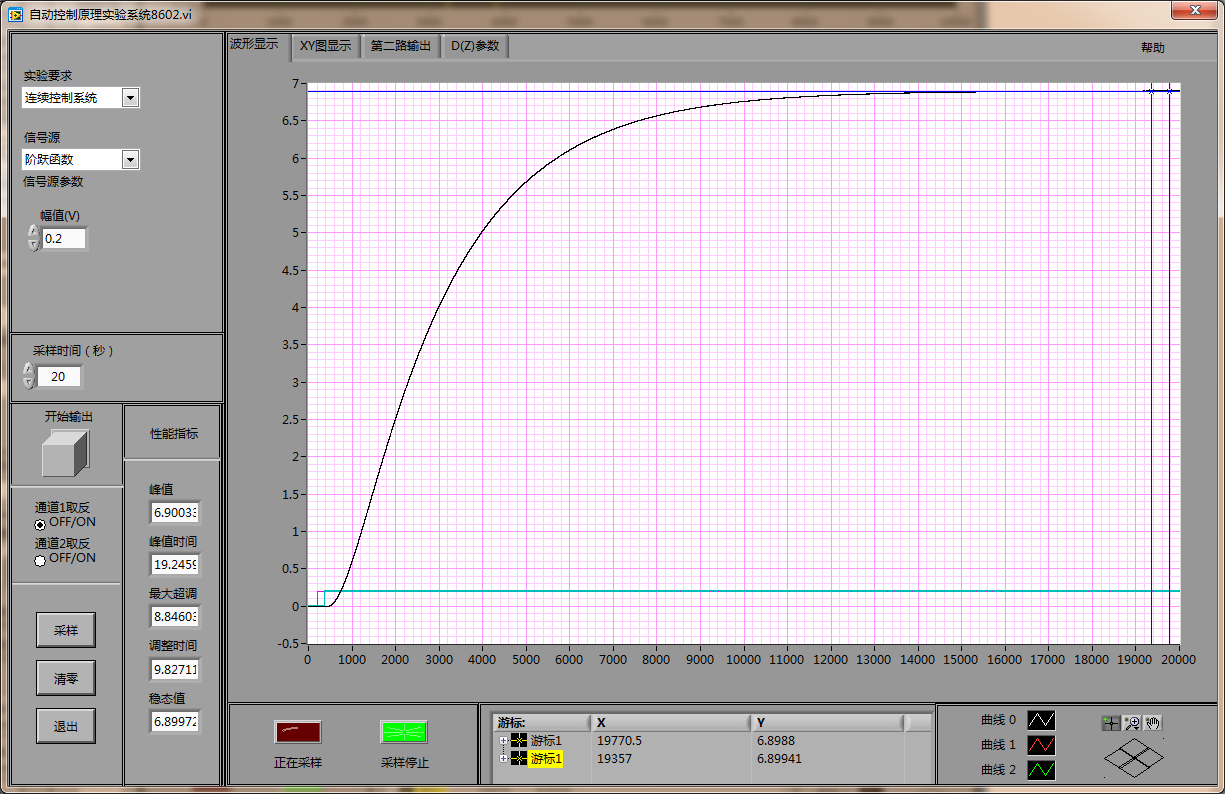 自动控制原理实验系统8602.vi
波形显示
XY图显示
第二路输出
D(Z)参数
帮助
实验要求
连续控制系统
信号源
阶跃函数
信号源参数
幅值(V)
0.2
采样时间（秒）
20
开始输出
通道1取反
OFF/ON
通道2取反
OFF/ON
采样
清零
退出
性能指标
峰值
6.90033
峰值时间
19.2459
最大超调
8.84603
调整时间
9.82711
稳态值
6.89972
7
6.5
6
5.5
5
4.5
4
3.5
3
2.5
2
1.5
1
0.5
0
-0.5
0 1000 2000 3000 4000 5000 6000 7000 8000 9000 10000 11000 12000 13000 14000 15000 16000 17000 18000 19000 20000
正在采样
采样停止
游标: X Y
游标1 19770.5 6.8988
游标1 19357 6.89941
曲线 0
曲线 1
曲线 2